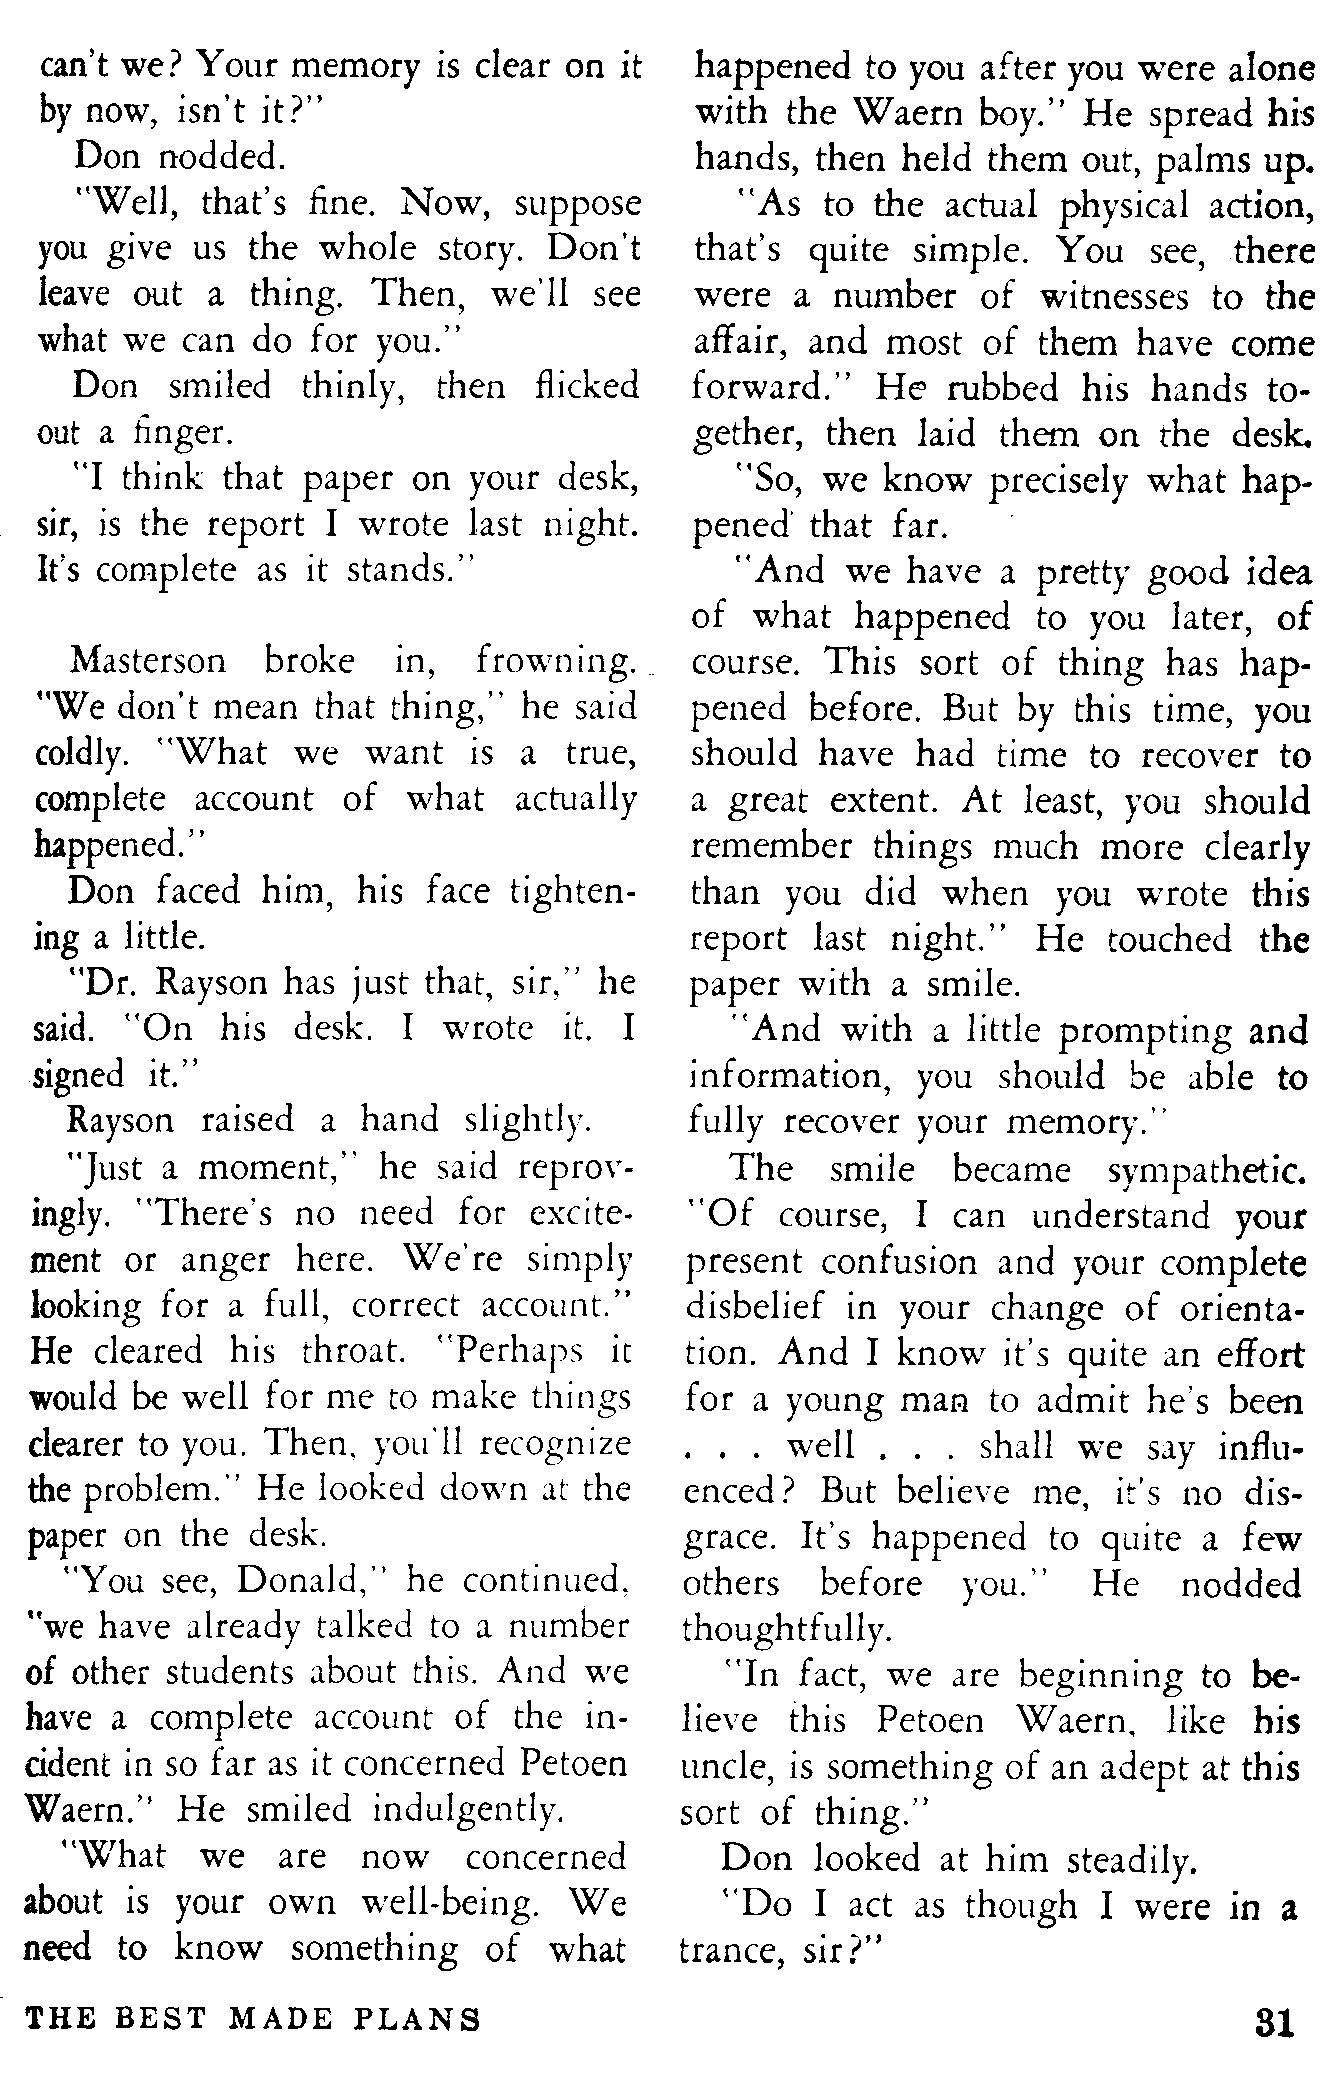 can't we? Your memory is clear on it
by now, isn't it?"
Don nodded.
"Well, that's fine. Now, suppose
you give us the whole story. Don't
leave out a thing. Then, we'll see
what we can do for you."
Don smiled thinly, then flicked
out a finger.
"I think that paper on your desk,
sir, is the report I wrote last night.
It's complete as it stands."
Masterson broke in, frowning.
"We don't mean that thing," he said
coldly. "What we want is a true,
complete account of what actually
happened."
Don faced him, his face tighten-
ing a little.
"Dr. Rayson has just that, sir," he
said. "On his desk. I wrote it. I
signed it."
Rayson raised a hand slightly.
"Just a moment," he said reprov-
ingly. "There's no need for excite-
ment or anger here. We're simply
looking for a full, correct account."
He cleared his throat. "Perhaps it
would be well for me to make things
clearer to you. Then, you'll recognize
the problem." He looked down at the
paper on the desk.
"You see, Donald," he continued,
"we have already talked to a number
of other students about this. And we
have a complete account of the in-
cident in so far as it concerned Petoen
Waern." He smiled indulgently.
"What we are now concerned
about is your own well-being. We
need to know something of what
happened to you after you were alone
with the Waern boy." He spread his
hands, then held them out, palms up.
"As to the actual physical action,
that's quite simple. You see, there
were a number of witnesses to the
affair, and most of them have come
forward." He rubbed his hands to-
gether, then laid them on the desk.
"So, we know precisely what hap-
pened that far.
"And we have a pretty good idea
of what happened to you later, of
course. This sort of thing has hap-
pened before. But by this time, you
should have had time to recover to
a great extent. At least, you should
remember things much more clearly
than you did when you wrote this
report last night." He touched the
paper with a smile.
"And with a little prompting and
information, you should be able to
fully recover your memory."
The smile became sympathetic.
"Of course, I can understand your
present confusion and your complete
disbelief in your change of orienta-
tion. And I know it's quite an effort
for a young man to admit he's been
. . . well . . . shall we say influ-
enced? But believe me, it's no dis-
grace. It's happened to quite a few
others before you." He nodded
thoughtfully.
"In fact, we are beginning to be-
lieve this Petoen Waern, like his
uncle, is something of an adept at this
sort of thing."
Don looked at him steadily.
"Do I act as though I were in a
trance, sir?"
THE BEST MADE PLANS
31